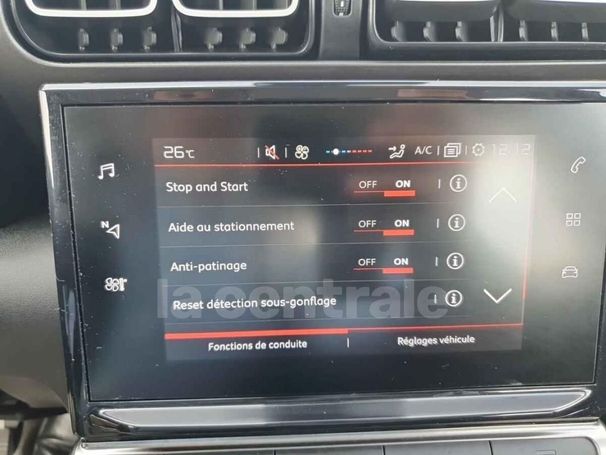 26°C A/C 12:12
Stop and Start OFF ON
Aide au stationnement OFF ON
Anti-patinage OFF ON
Reset détection sous-gonflage
la centrale
Fonctions de conduite Réglages véhicule
N